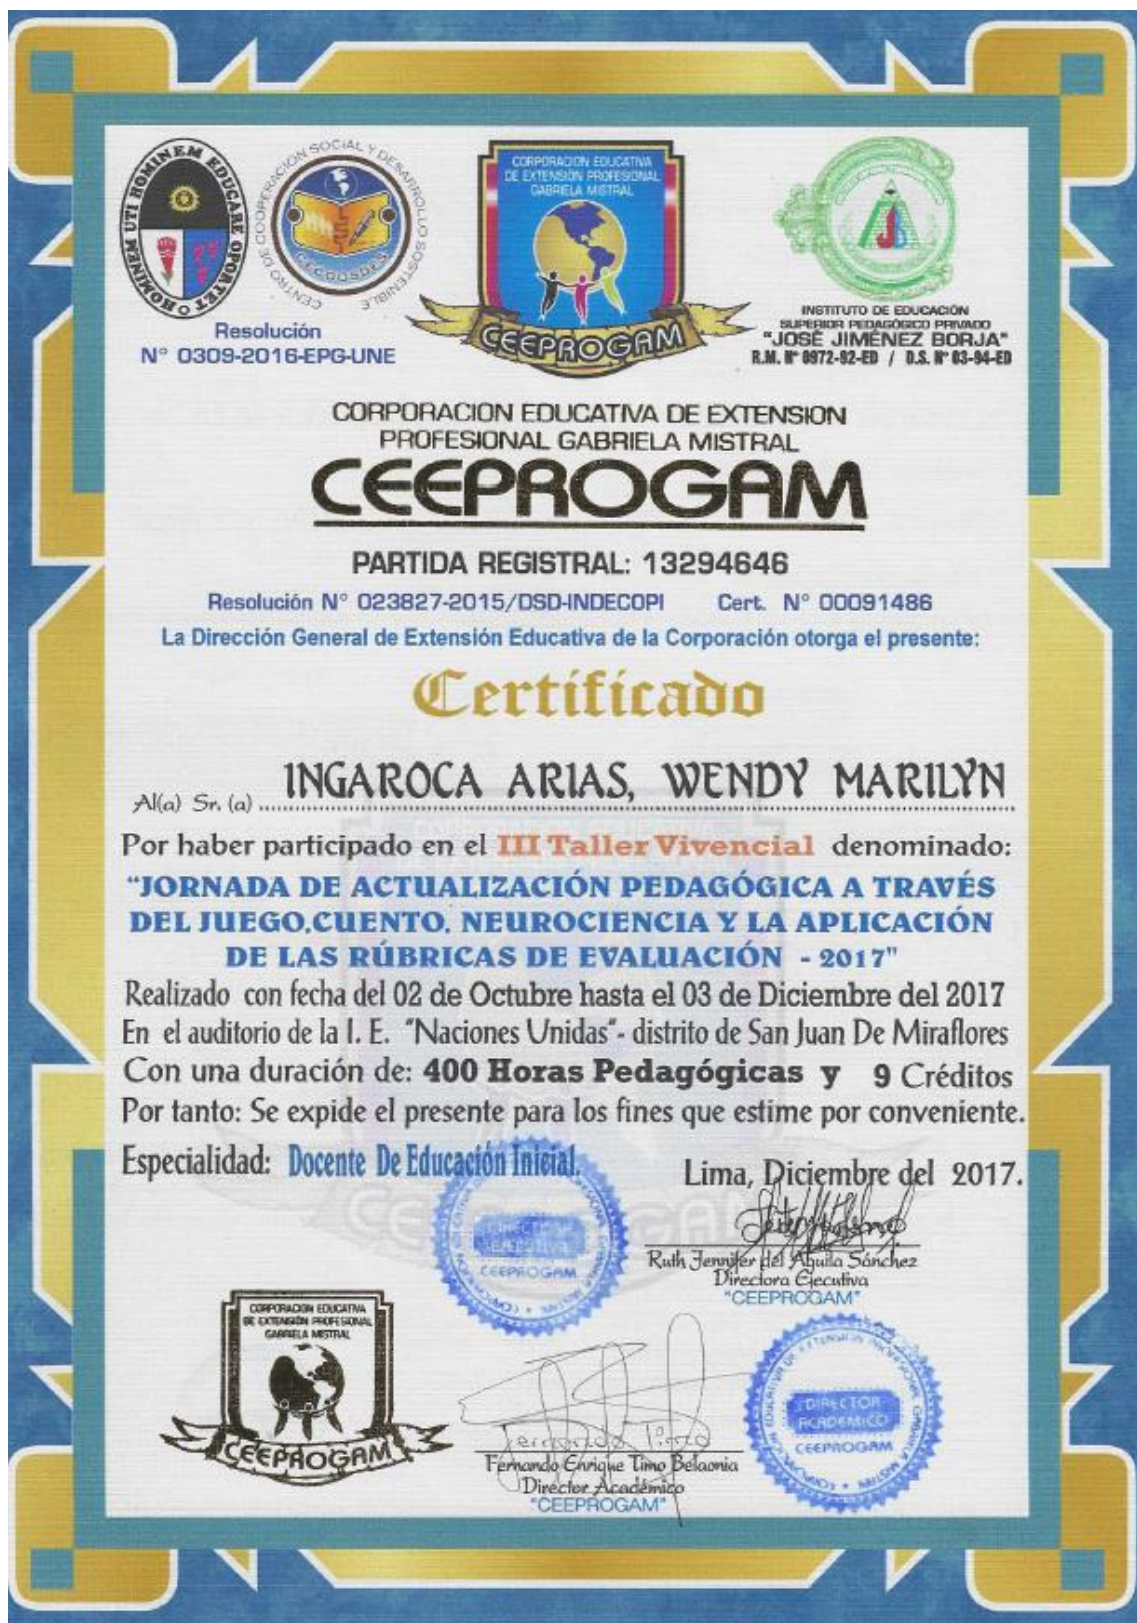 HOMINEM UTI HOMINEM EDUCARE OPORTET
CENTRO DE COOPERACION SOCIAL Y DESARROLLO SOSTENIBLE
CECOOSDES
CORPORACION EDUCATIVA
DE EXTENSIÓN PROFESIONAL
GABRIELA MISTRAL
CEEPROGAM
Resolución
N° 0309-2016-EPG-UNE
INSTITUTO DE EDUCACIÓN
SUPERIOR PEDAGÓGICO PRIVADO
"JOSÉ JIMÉNEZ BORJA"
R.M. N° 0972-92-ED / D.S. N° 03-94-ED
CORPORACION EDUCATIVA DE EXTENSION
PROFESIONAL GABRIELA MISTRAL
CEEPROGAM
PARTIDA REGISTRAL: 13294646
Resolución N° 023827-2015/DSD-INDECOPI Cert. N° 00091486
La Dirección General de Extensión Educativa de la Corporación otorga el presente:
Certificado
Al(a) Sr. (a) INGAROCA ARIAS, WENDY MARILYN
Por haber participado en el III Taller Vivencial denominado:
“JORNADA DE ACTUALIZACIÓN PEDAGÓGICA A TRAVÉS
DEL JUEGO,CUENTO, NEUROCIENCIA Y LA APLICACIÓN
DE LAS RÚBRICAS DE EVALUACIÓN - 2017"
Realizado con fecha del 02 de Octubre hasta el 03 de Diciembre del 2017
En el auditorio de la I. E. "Naciones Unidas"- distrito de San Juan De Miraflores
Con una duración de: 400 Horas Pedagógicas y 9 Créditos
Por tanto: Se expide el presente para los fines que estime por conveniente.
Especialidad: Docente De Educación Inicial.
Lima, Diciembre del 2017.
Ruth Jennifer del Aguila Sánchez
Directora Ejecutiva
"CEEPROGAM"
DIRECTORA
EJECUTIVA
CEEPROGAM
CORPORACION EDUCATIVA
DE EXTENSIÓN PROFESIONAL
GABRIELA MISTRAL
CEEPROGAM
Fernando Enrique Timo Belaonia
Director Académico
"CEEPROGAM"
DIRECTOR
ACADEMICO
CEEPROGAM